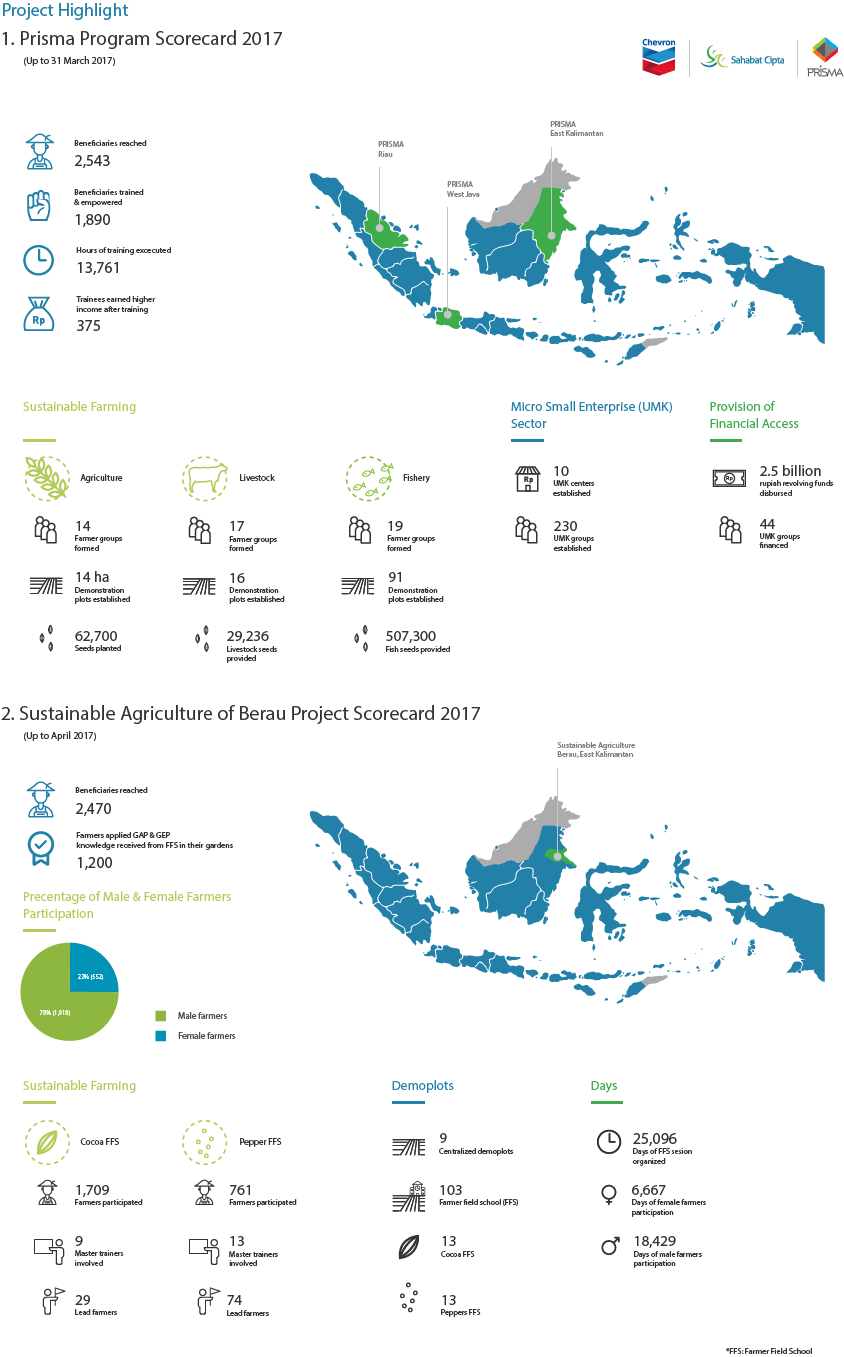 Project Highlight
1. Prisma Program Scorecard 2017
(Up to 31 March 2017)
Chevron
Sahabat Cipta
PRISMA
Beneficiaries reached
2,543
Beneficiaries trained
& empowered
1,890
Hours of training excecuted
13,761
Trainees earned higher
income after training
Rp
375
PRISMA
Riau
PRISMA
West Java
PRISMA
East Kalimantan
Sustainable Farming
Agriculture
14
Farmer groups
formed
14 ha
Demonstration
plots established
62,700
Seeds planted
Livestock
17
Farmer groups
formed
16
Demonstration
plots established
29,236
Livestock seeds
provided
Fishery
19
Farmer groups
formed
91
Demonstration
plots established
507,300
Fish seeds provided
Micro Small Enterprise (UMK)
Sector
Rp
10
UMK centers
established
230
UMK groups
established
Provision of
Financial Access
Rp
2.5 billion
rupiah revolving funds
disbursed
44
UMK groups
financed
2. Sustainable Agriculture of Berau Project Scorecard 2017
(Up to April 2017)
Sustainable Agriculture
Berau, East Kalimantan
Beneficiaries reached
2,470
Farmers applied GAP & GEP
knowledge received from FFS in their gardens
1,200
Precentage of Male & Female Farmers
Participation
22% (552)
78% (1,918)
Male farmers
Female farmers
Sustainable Farming
Cocoa FFS
1,709
Farmers participated
9
Master trainers
involved
29
Lead farmers
Pepper FFS
761
Farmers participated
13
Master trainers
involved
74
Lead farmers
Demoplots
9
Centralized demoplots
103
Farmer field school (FFS)
13
Cocoa FFS
13
Peppers FFS
Days
25,096
Days of FFS sesion
organized
6,667
Days of female farmers
participation
18,429
Days of male farmers
participation
*FFS: Farmer Field School